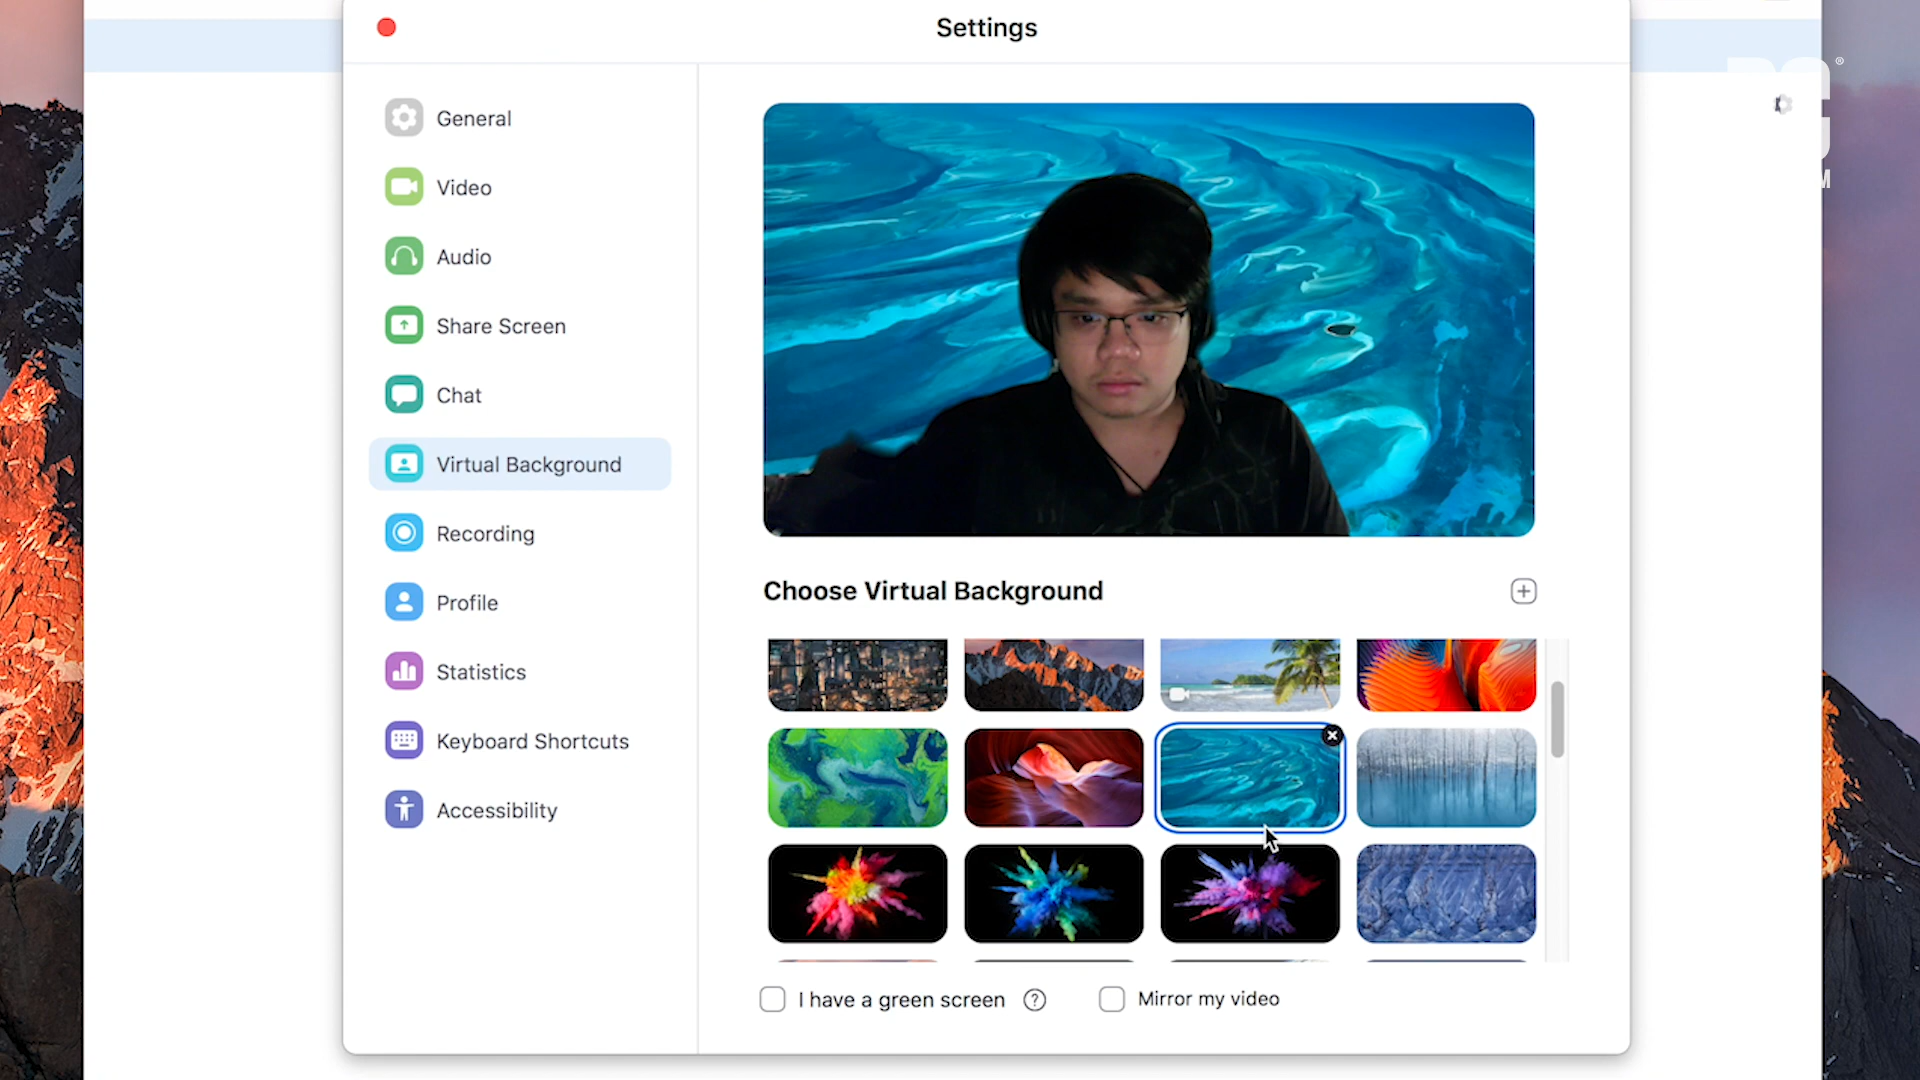 Settings
General
Video
Audio
Share Screen
Chat
Virtual Background
Recording
Profile
Statistics
Keyboard Shortcuts
Accessibility
Choose Virtual Background
I have a green screen
Mirror my video